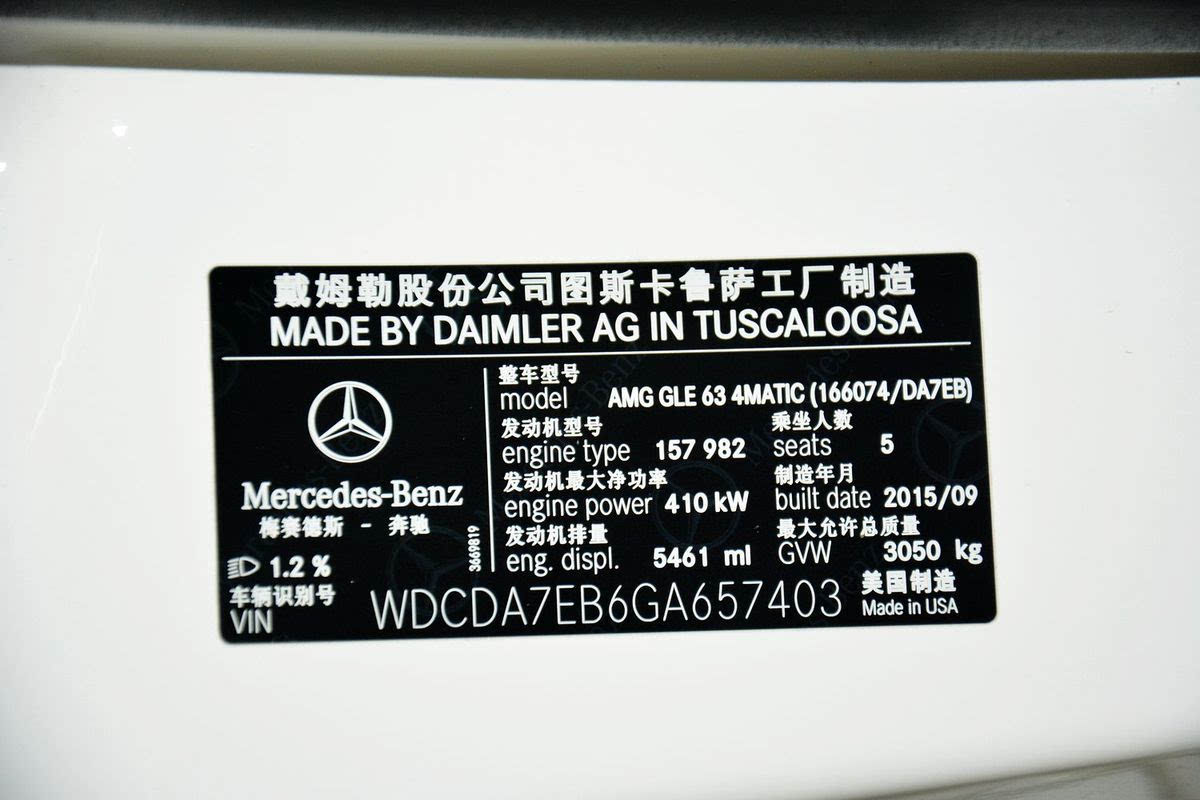 戴姆勒股份公司图斯卡鲁萨工厂制造
MADE BY DAIMLER AG IN TUSCALOOSA
Mercedes-Benz
梅赛德斯 - 奔驰
1.2 %
3669819
整车型号
model AMG GLE 63 4MATIC (166074/DA7EB)
发动机型号 乘坐人数
engine type 157 982 seats 5
发动机最大净功率 制造年月
engine power 410 kW built date 2015/09
发动机排量 最大允许总质量
eng. displ. 5461 ml GVW 3050 kg
车辆识别号 美国制造
VIN WDCDA7EB6GA657403 Made in USA